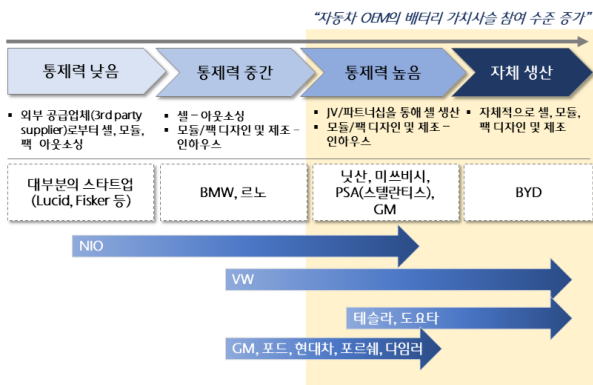 “자동차 OEM의 배터리 가치사슬 참여 수준 증가”
통제력 낮음
통제력 중간
통제력 높음
자체 생산
▪ 외부 공급업체(3rd party
supplier)로부터 셀, 모듈,
팩 아웃소싱
▪ 셀 – 아웃소싱
▪ 모듈/팩 디자인 및 제조 –
인하우스
▪ JV/파트너십을 통해 셀 생산
▪ 모듈/팩 디자인 및 제조 –
인하우스
▪ 자체적으로 셀, 모듈,
팩 디자인 및 제조
대부분의 스타트업
(Lucid, Fisker 등)
BMW, 르노
닛산, 미쓰비시,
PSA(스텔란티스),
GM
BYD
NIO
VW
테슬라, 도요타
GM, 포드, 현대차, 포르쉐, 다임러